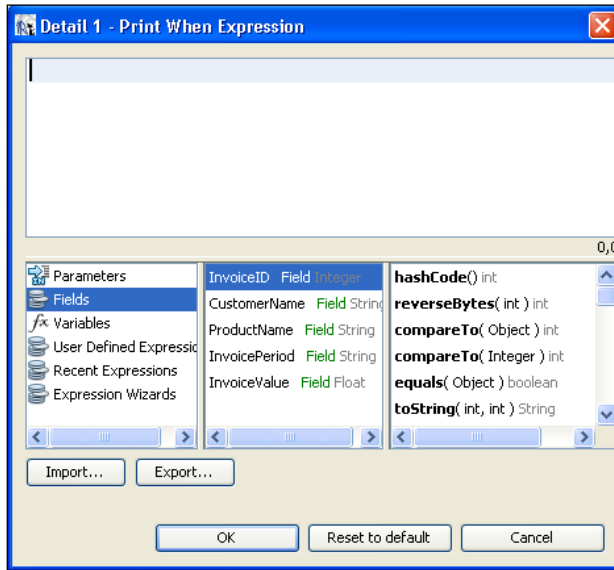 Detail 1 - Print When Expression
0,0
Parameters
Fields
Variables
User Defined Expressic
Recent Expressions
Expression Wizards
InvoiceID Field Integer
CustomerName Field String
ProductName Field String
InvoicePeriod Field String
InvoiceValue Field Float
hashCode() int
reverseBytes( int ) int
compareTo( Object ) int
compareTo( Integer ) int
equals( Object ) boolean
toString( int, int ) String
Import... Export...
OK Reset to default Cancel